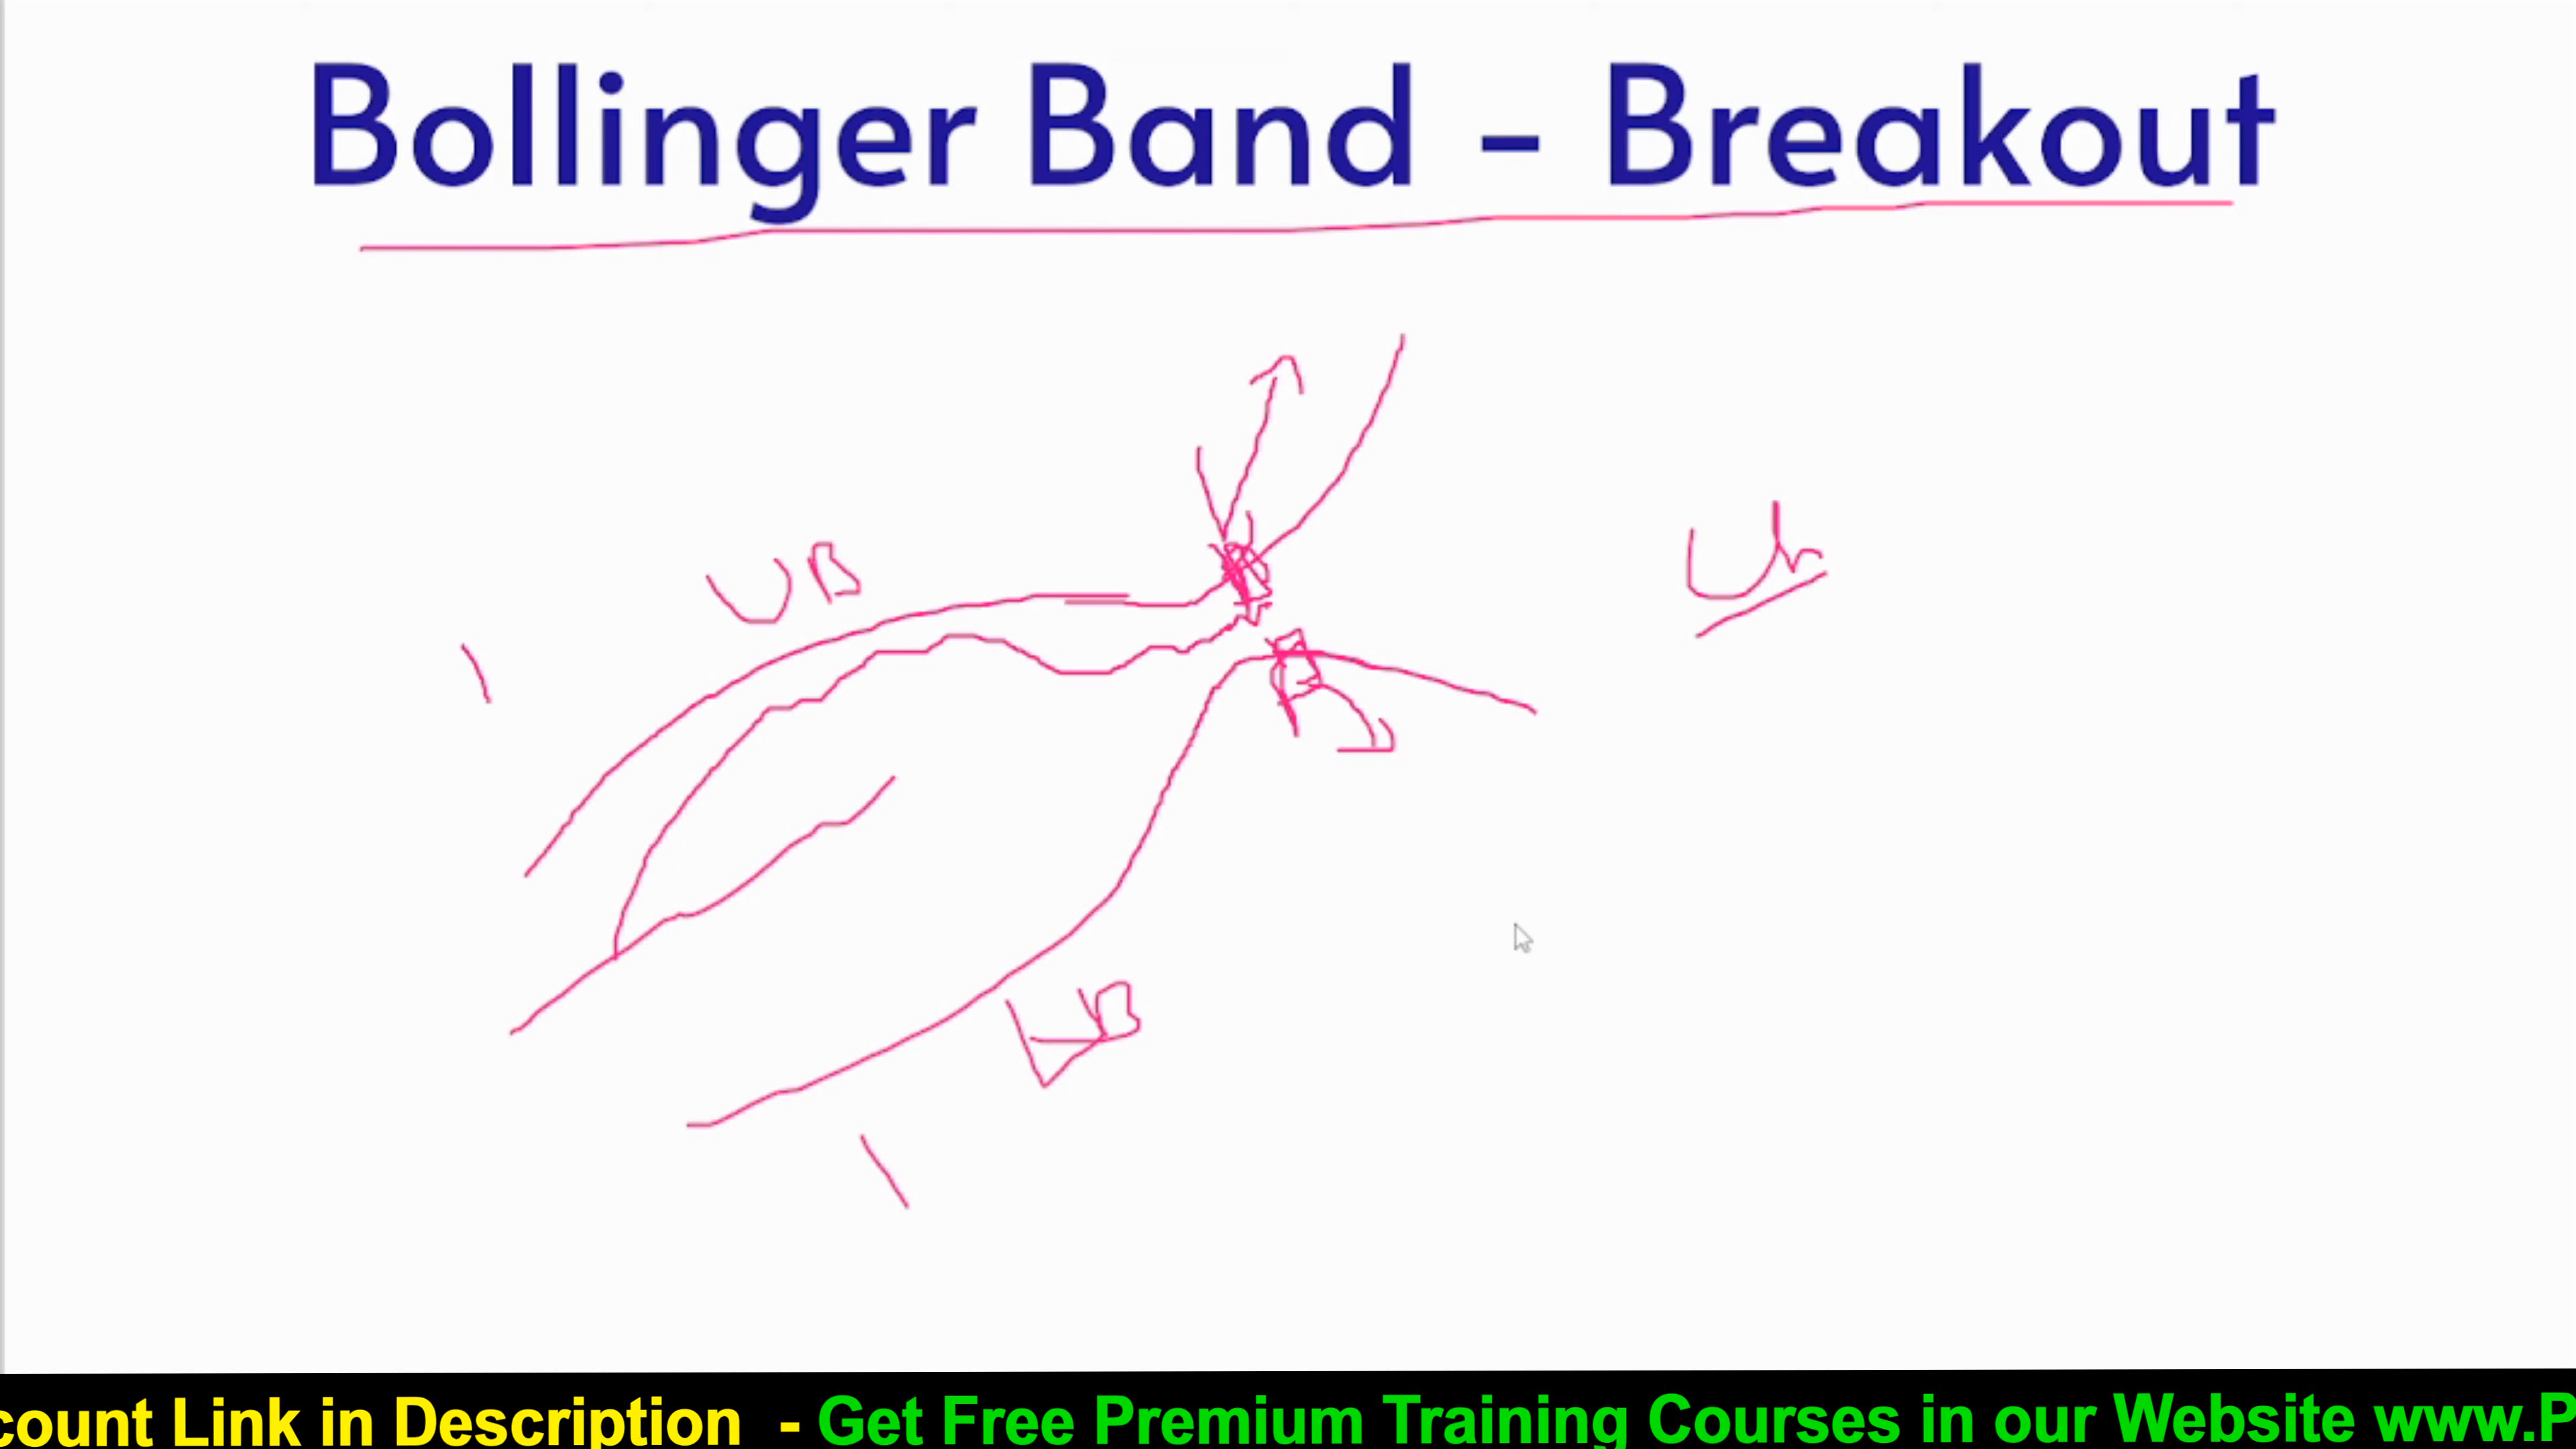 Bollinger Band - Breakout
UB
LB
count Link in Description - Get Free Premium Training Courses in our Website www.P